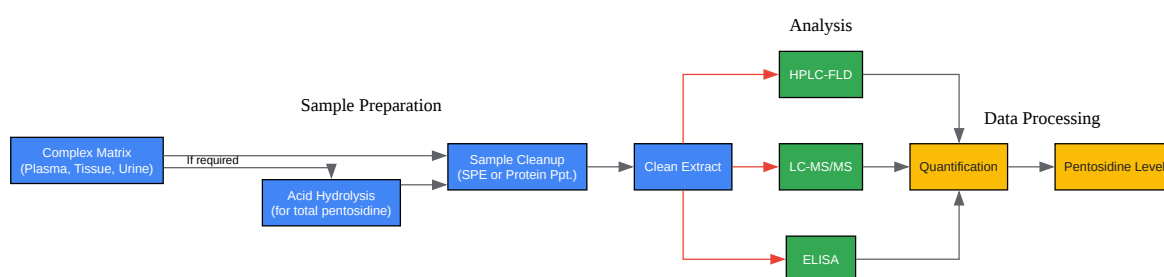 Analysis
HPLC-FLD
Sample Preparation
Data Processing
Complex Matrix
(Plasma, Tissue, Urine)
If required
Acid Hydrolysis
(for total pentosidine)
Sample Cleanup
(SPE or Protein Ppt.)
Clean Extract
LC-MS/MS
Quantification
Pentosidine Level
ELISA